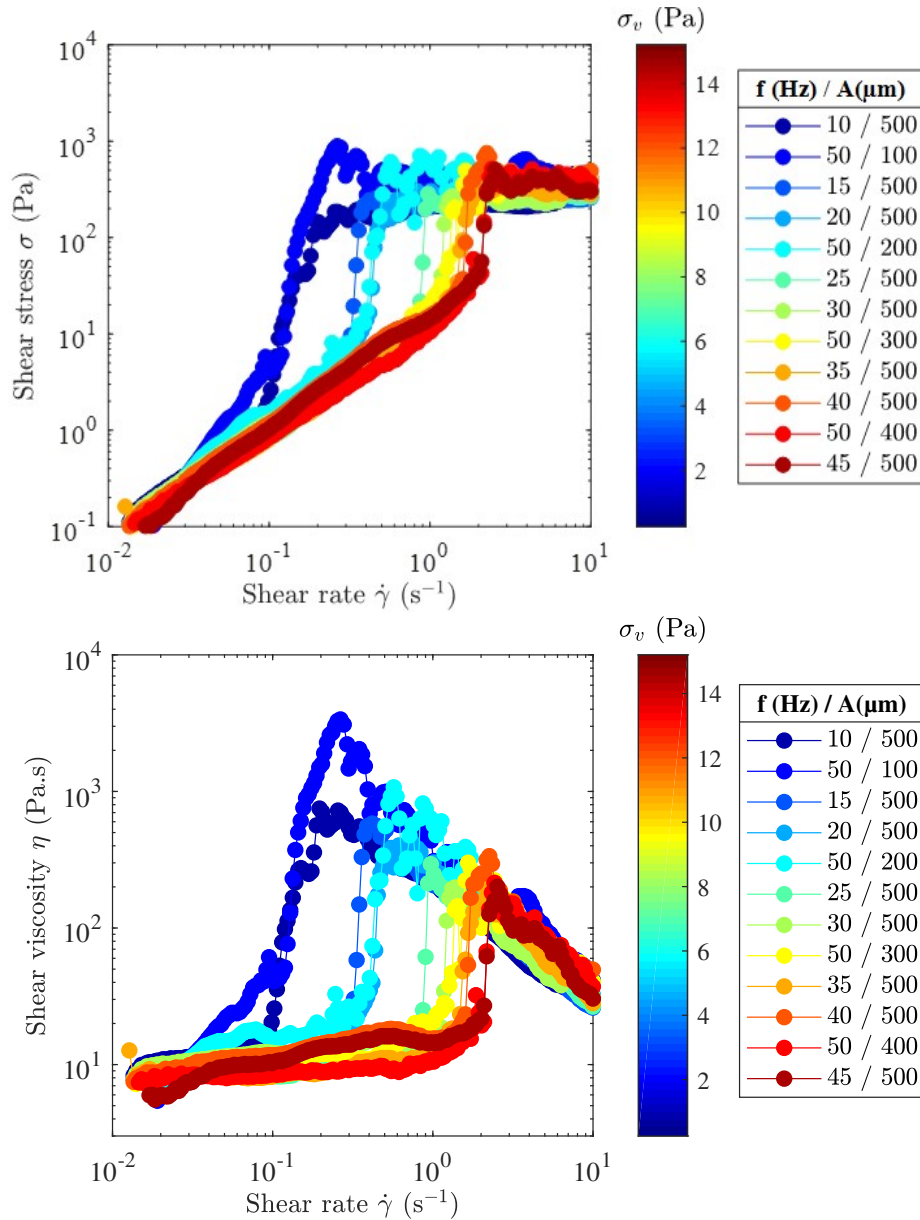 σ_v (Pa)
10^4
10^3
10^2
10^1
10^0
10^-1
Shear stress σ (Pa)
10^-2
10^-1
10^0
10^1
Shear rate γ̇ (s^−1)
14
12
10
8
6
4
2
f (Hz) / A(μm)
10 / 500
50 / 100
15 / 500
20 / 500
50 / 200
25 / 500
30 / 500
50 / 300
35 / 500
40 / 500
50 / 400
45 / 500
σ_v (Pa)
10^4
10^3
10^2
10^1
Shear viscosity η (Pa.s)
10^-2
10^-1
10^0
10^1
Shear rate γ̇ (s^−1)
14
12
10
8
6
4
2
f (Hz) / A(μm)
10 / 500
50 / 100
15 / 500
20 / 500
50 / 200
25 / 500
30 / 500
50 / 300
35 / 500
40 / 500
50 / 400
45 / 500